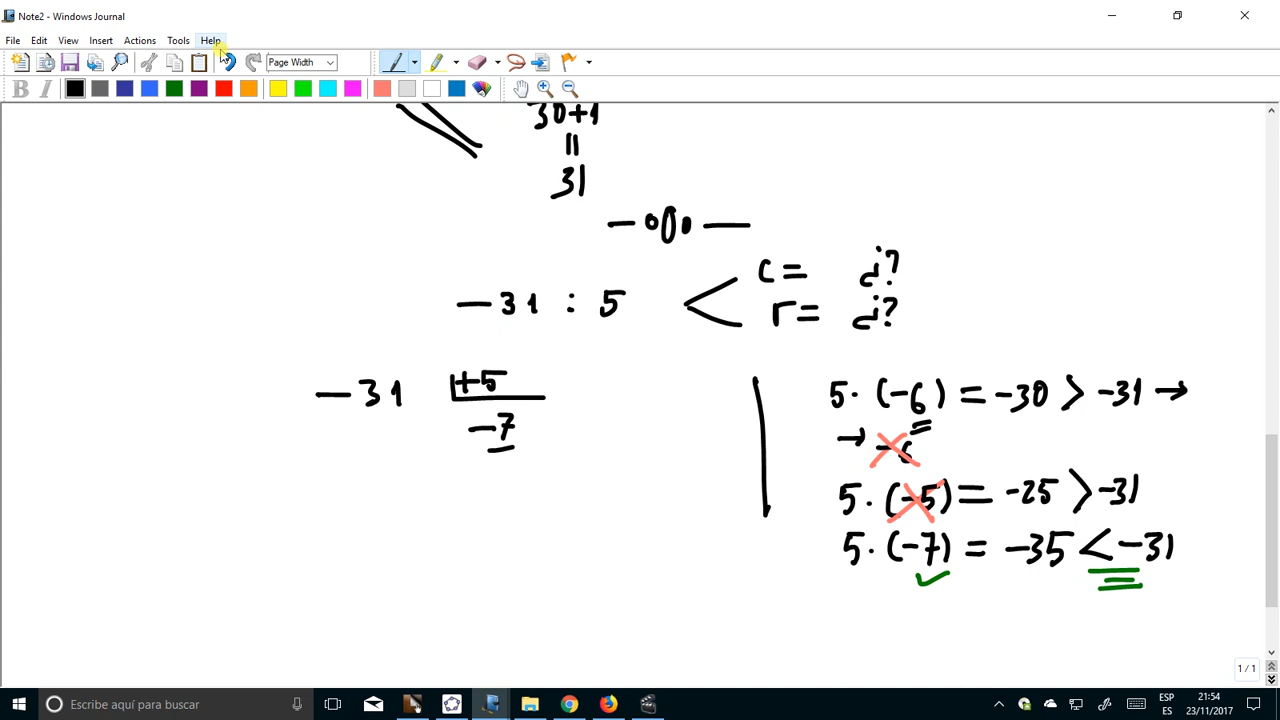 Note2 - Windows Journal
File Edit View Insert Actions Tools Help
Page Width
B I
30+1
||
31
-31 : 5
c= ¿?
r= ¿?
-31 |+5
-7
5·(-6) = -30 > -31 →
→ -6
5·(-5) = -25 > -31
5·(-7) = -35 < -31
1 / 1
Escribe aquí para buscar
ESP
ES
21:54
23/11/2017